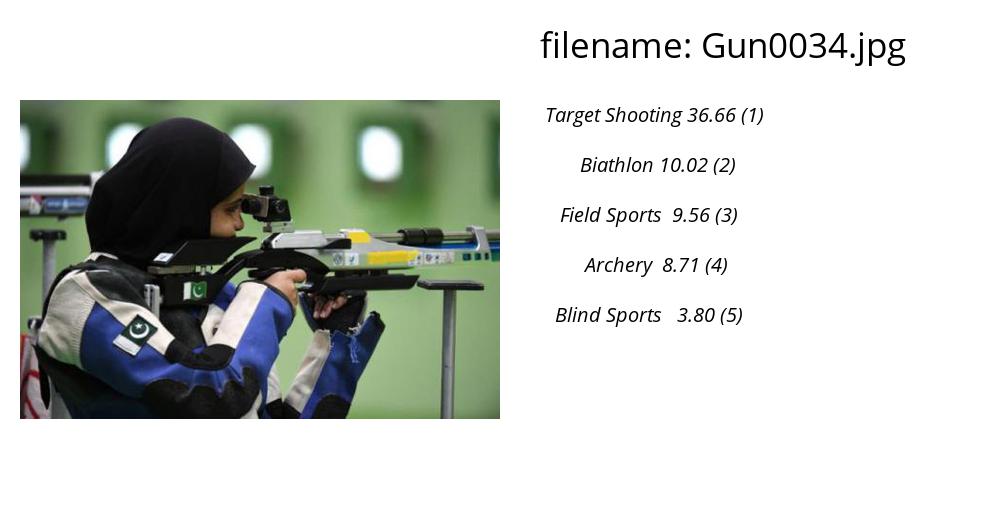 filename: Gun0034.jpg
Target Shooting 36.66 (1)
Biathlon 10.02 (2)
Field Sports 9.56 (3)
Archery 8.71 (4)
Blind Sports 3.80 (5)